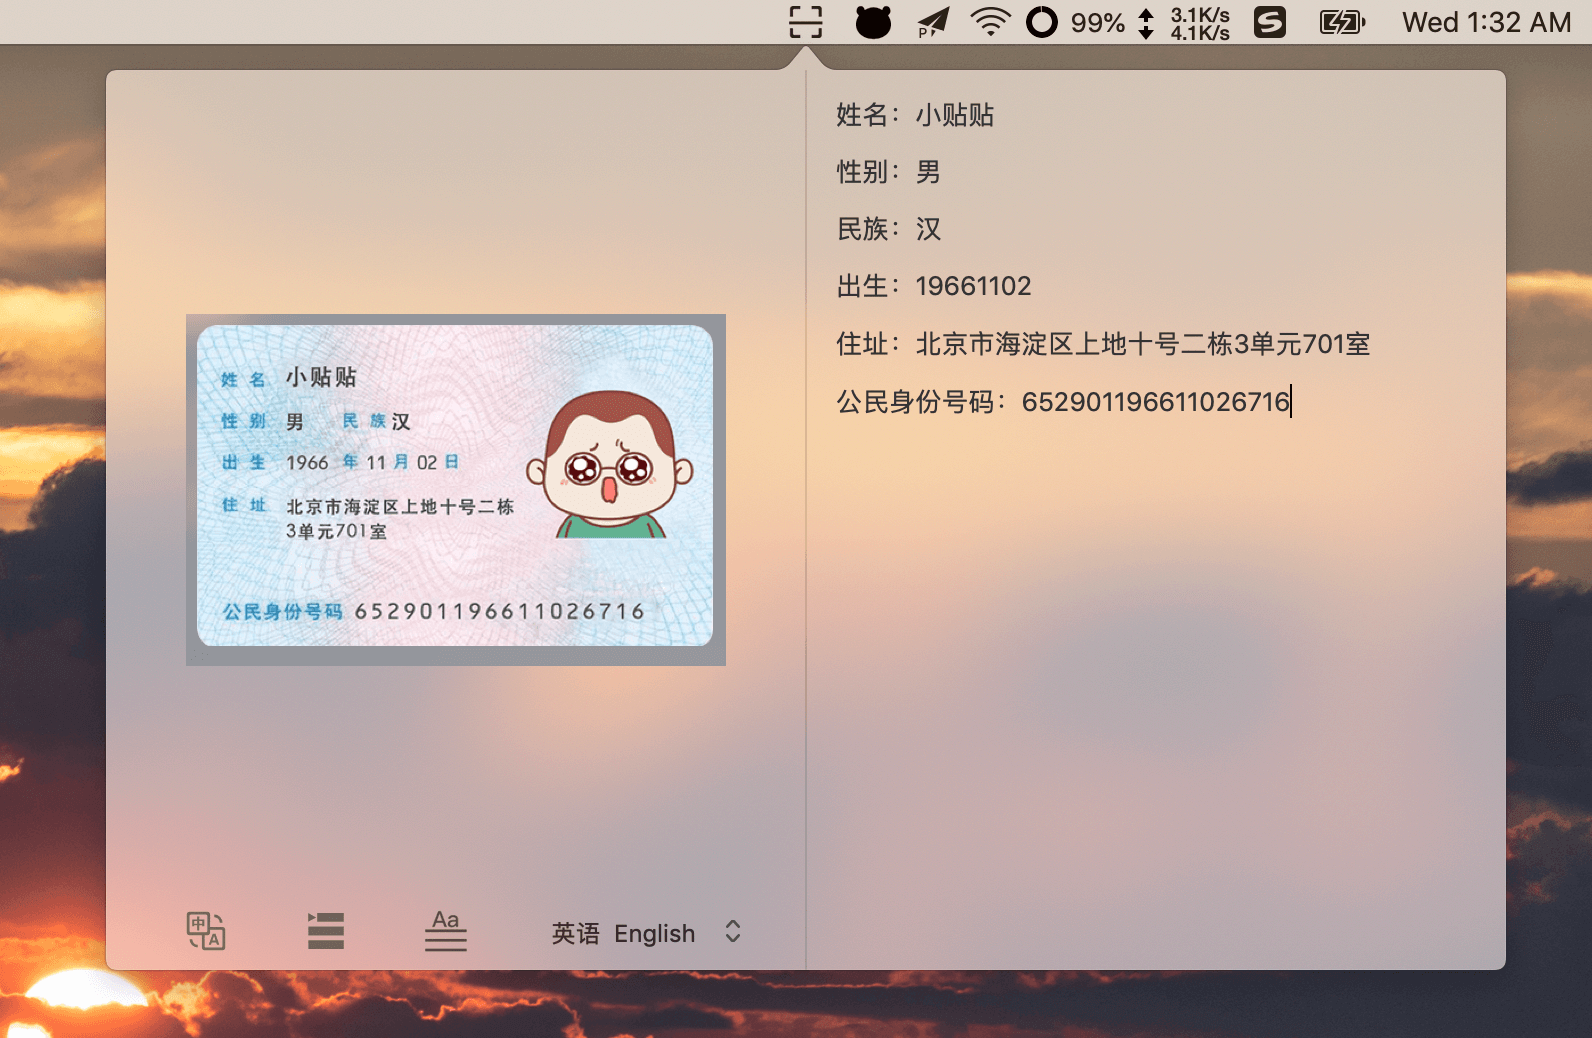 99%
3.1K/s
4.1K/s
Wed 1:32 AM
P
S
姓名 小贴贴
性别 男 民族 汉
出生 1966 年 11 月 02 日
住址 北京市海淀区上地十号二栋
3单元701室
公民身份号码 652901196611026716
姓名：小贴贴
性别：男
民族：汉
出生：19661102
住址：北京市海淀区上地十号二栋3单元701室
公民身份号码：652901196611026716
中 A
Aa
英语 English